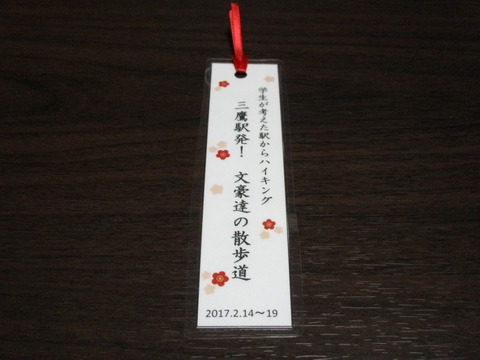 学生が考えた駅からハイキング
三鷹駅発！ 文豪達の散歩道
2017.2.14～19